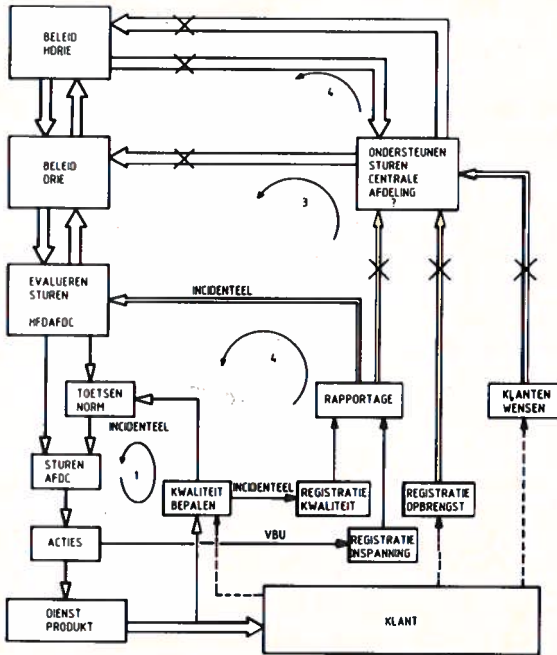 BELEID
HDRIE
4
BELEID
DRIE
ONDERSTEUNEN
STUREN
CENTRALE
AFDELING
?
3
EVALUEREN
STUREN
HFDAFDC
INCIDENTEEL
4
TOETSEN
NORM
RAPPORTAGE
KLANTEN
WENSEN
INCIDENTEEL
STUREN
AFDC
1
KWALITEIT
BEPALEN
INCIDENTEEL
REGISTRATIE
KWALITEIT
REGISTRATIE
OPBRENGST
ACTIES
VBU
REGISTRATIE
INSPANNING
DIENST
PRODUKT
KLANT